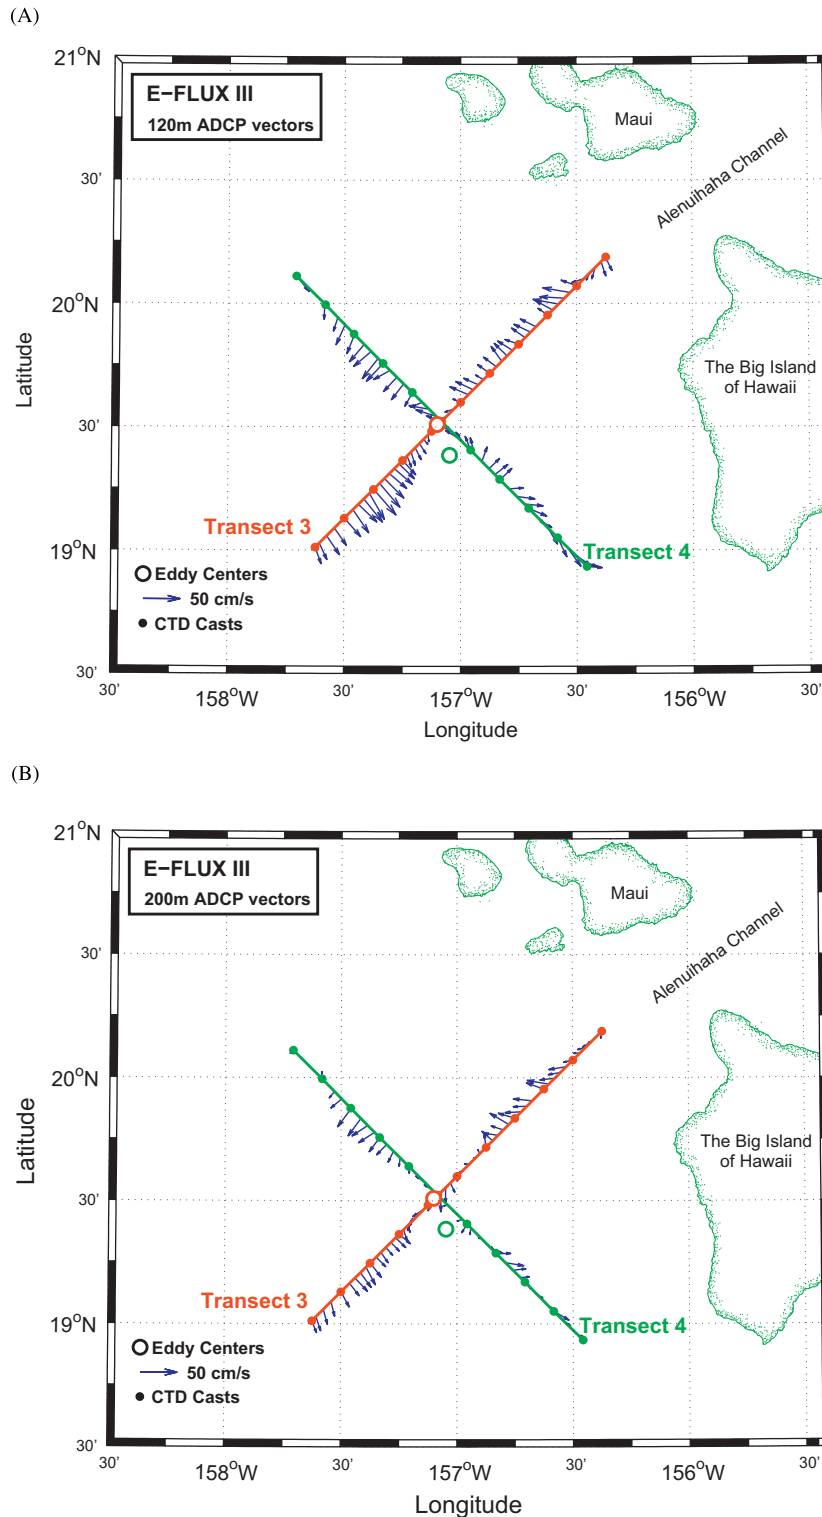 (A)
21°N
E−FLUX III
120m ADCP vectors
Maui
Alenuihaha Channel
30'
20°N
The Big Island
of Hawaii
Latitude
30'
Transect 3
19°N
Transect 4
Eddy Centers
50 cm/s
CTD Casts
30'
30'
158°W
30'
157°W
30'
156°W
30'
Longitude
(B)
21°N
E−FLUX III
200m ADCP vectors
Maui
Alenuihaha Channel
30'
20°N
The Big Island
of Hawaii
Latitude
30'
Transect 3
19°N
Transect 4
Eddy Centers
50 cm/s
CTD Casts
30'
30'
158°W
30'
157°W
30'
156°W
30'
Longitude